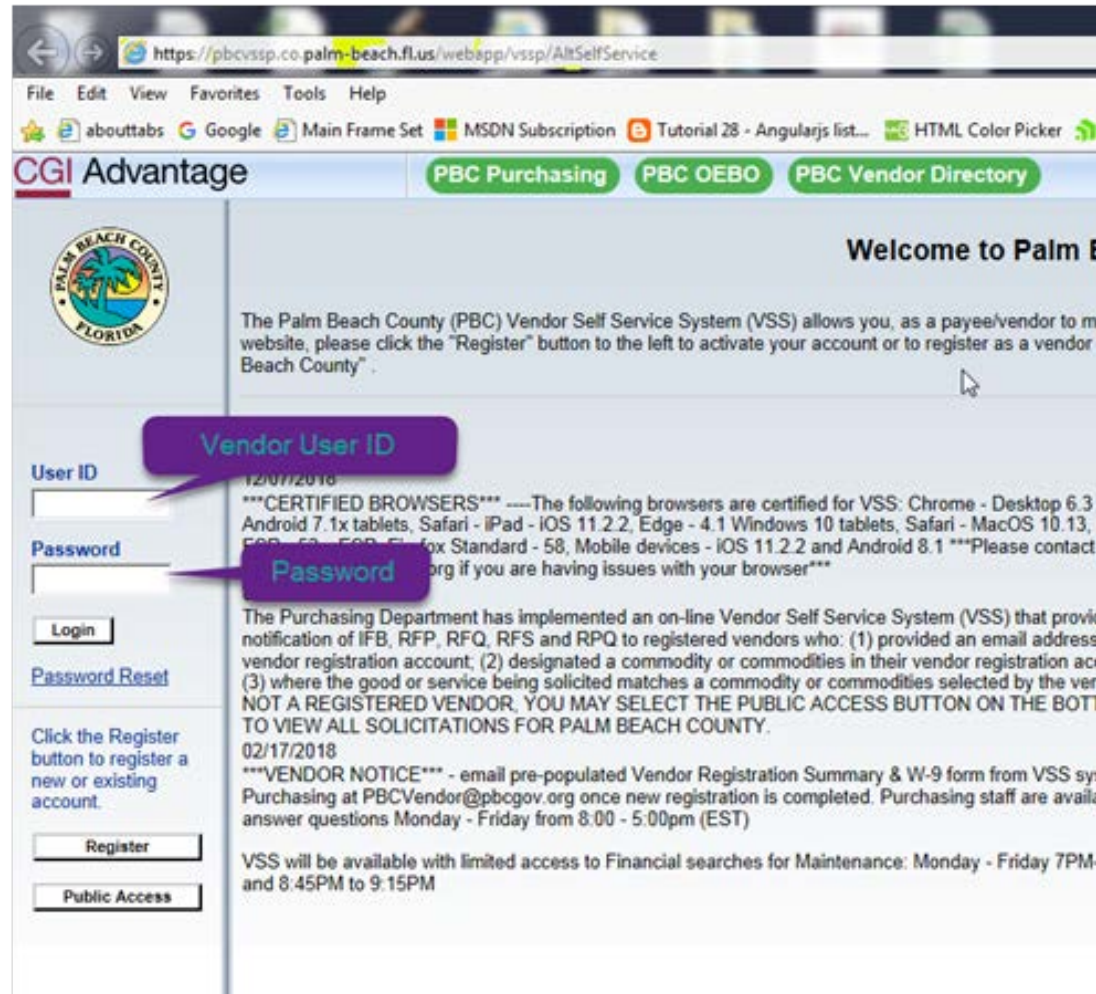 https://pbcvssp.co.palm-beach.fl.us/webapp/vssp/AltSelfService
File Edit View Favorites Tools Help
abouttabs Google Main Frame Set MSDN Subscription Tutorial 28 - Angularjs list... HTML Color Picker
CGI Advantage PBC Purchasing PBC OEBO PBC Vendor Directory
PALM BEACH COUNTY
FLORIDA
Welcome to Palm
The Palm Beach County (PBC) Vendor Self Service System (VSS) allows you, as a payee/vendor to
website, please click the "Register" button to the left to activate your account or to register as a vendor
Beach County" .
Vendor User ID
User ID
12/07/2018
***CERTIFIED BROWSERS*** ----The following browsers are certified for VSS: Chrome - Desktop 6.3
Android 7.1x tablets, Safari - iPad - iOS 11.2.2, Edge - 4.1 Windows 10 tablets, Safari - MacOS 10.13,
Standard - 58, Mobile devices - iOS 11.2.2 and Android 8.1 ***Please contact
org if you are having issues with your browser***
Password
Password
Login
Password Reset
The Purchasing Department has implemented an on-line Vendor Self Service System (VSS) that
notification of IFB, RFP, RFQ, RFS and RPQ to registered vendors who: (1) provided an email address
vendor registration account; (2) designated a commodity or commodities in their vendor registration
(3) where the good or service being solicited matches a commodity or commodities selected by the
NOT A REGISTERED VENDOR, YOU MAY SELECT THE PUBLIC ACCESS BUTTON ON THE
TO VIEW ALL SOLICITATIONS FOR PALM BEACH COUNTY.
02/17/2018
***VENDOR NOTICE*** - email pre-populated Vendor Registration Summary & W-9 form from VSS
Purchasing at PBCVendor@pbcgov.org once new registration is completed. Purchasing staff are
answer questions Monday - Friday from 8:00 - 5:00pm (EST)
VSS will be available with limited access to Financial searches for Maintenance: Monday - Friday 7PM-
and 8:45PM to 9:15PM
Click the Register
button to register a
new or existing
account.
Register
Public Access